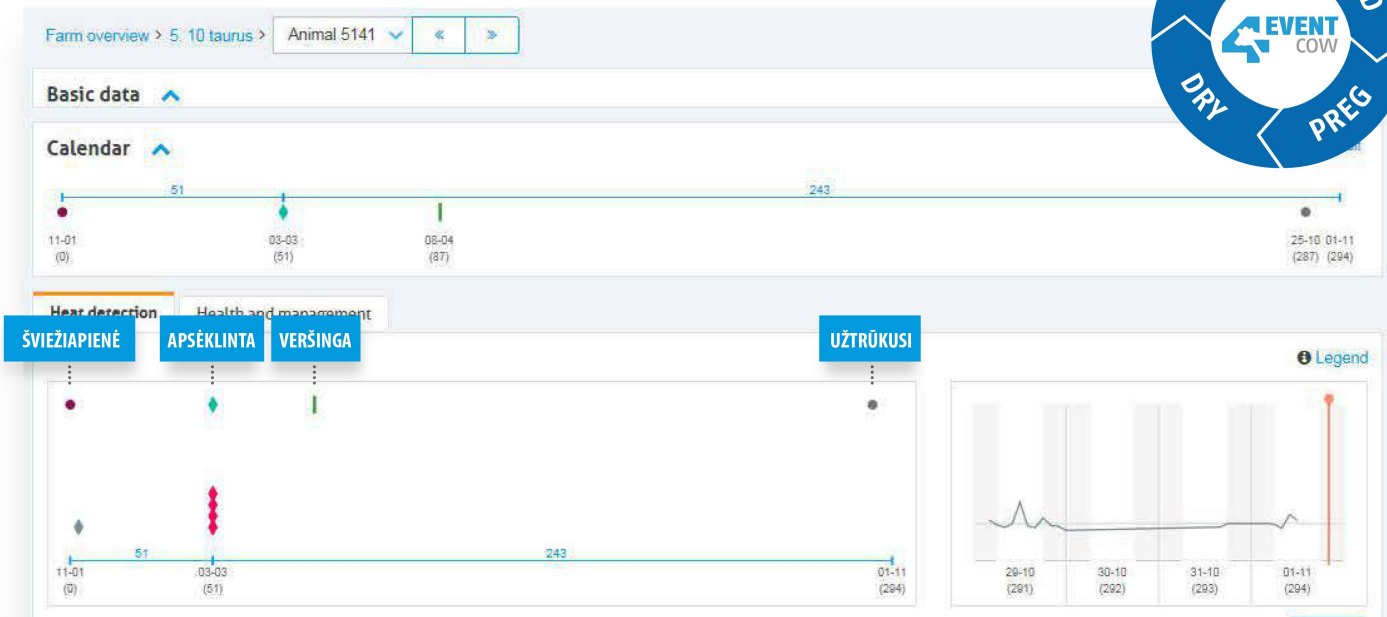 Farm overview > 5. 10 taurus > Animal 5141 « »
4 EVENT
COW
DRY
PREG
Basic data
Calendar
51 243
11-01 03-03 08-04 25-10 01-11
(0) (51) (87) (287) (294)
Heat detection Health and management
ŠVIEŽIAPIENĖ APSĖKLINTA VERŠINGA UŽTRŪKUSI
Legend
51 243
11-01 03-03 01-11
(0) (51) (294)
29-10 30-10 31-10 01-11
(291) (292) (293) (294)